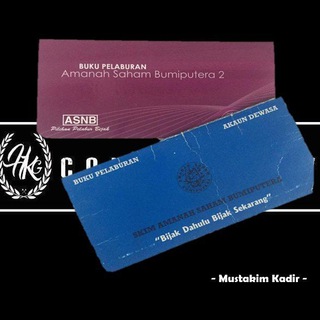 BUKU PELABURAN
Amanah Saham Bumiputera 2
ASNB
Pilihan Pelabur Bijak
HK
BUKU PELABURAN
AKAUN DEWASA
SKIM AMANAH SAHAM BUMIPUTERA
"Bijak Dahulu Bijak Sekarang"
- Mustakim Kadir -